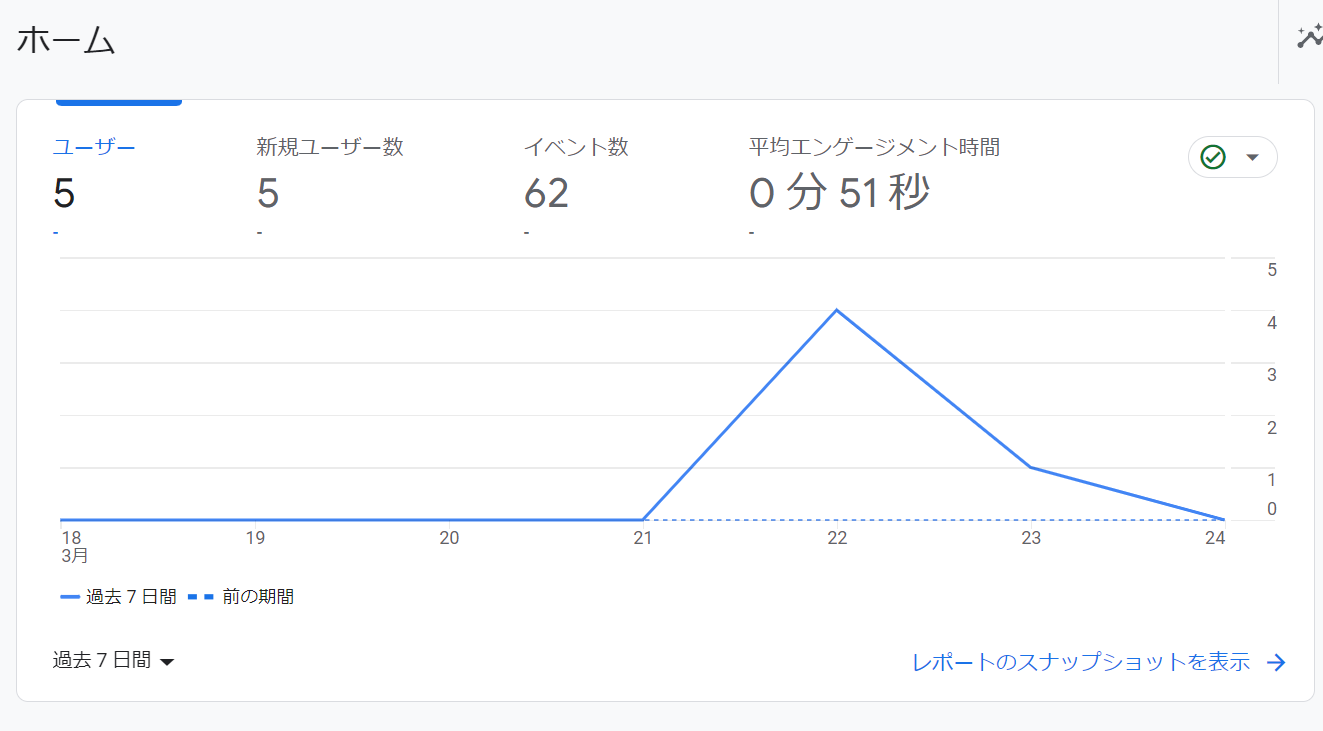 ホーム
ユーザー 新規ユーザー数 イベント数 平均エンゲージメント時間
5 5 62 0 分 51 秒
- - - -
5
4
3
2
1
0
18 19 20 21 22 23 24
3月
過去 7 日間 前の期間
過去 7 日間 レポートのスナップショットを表示